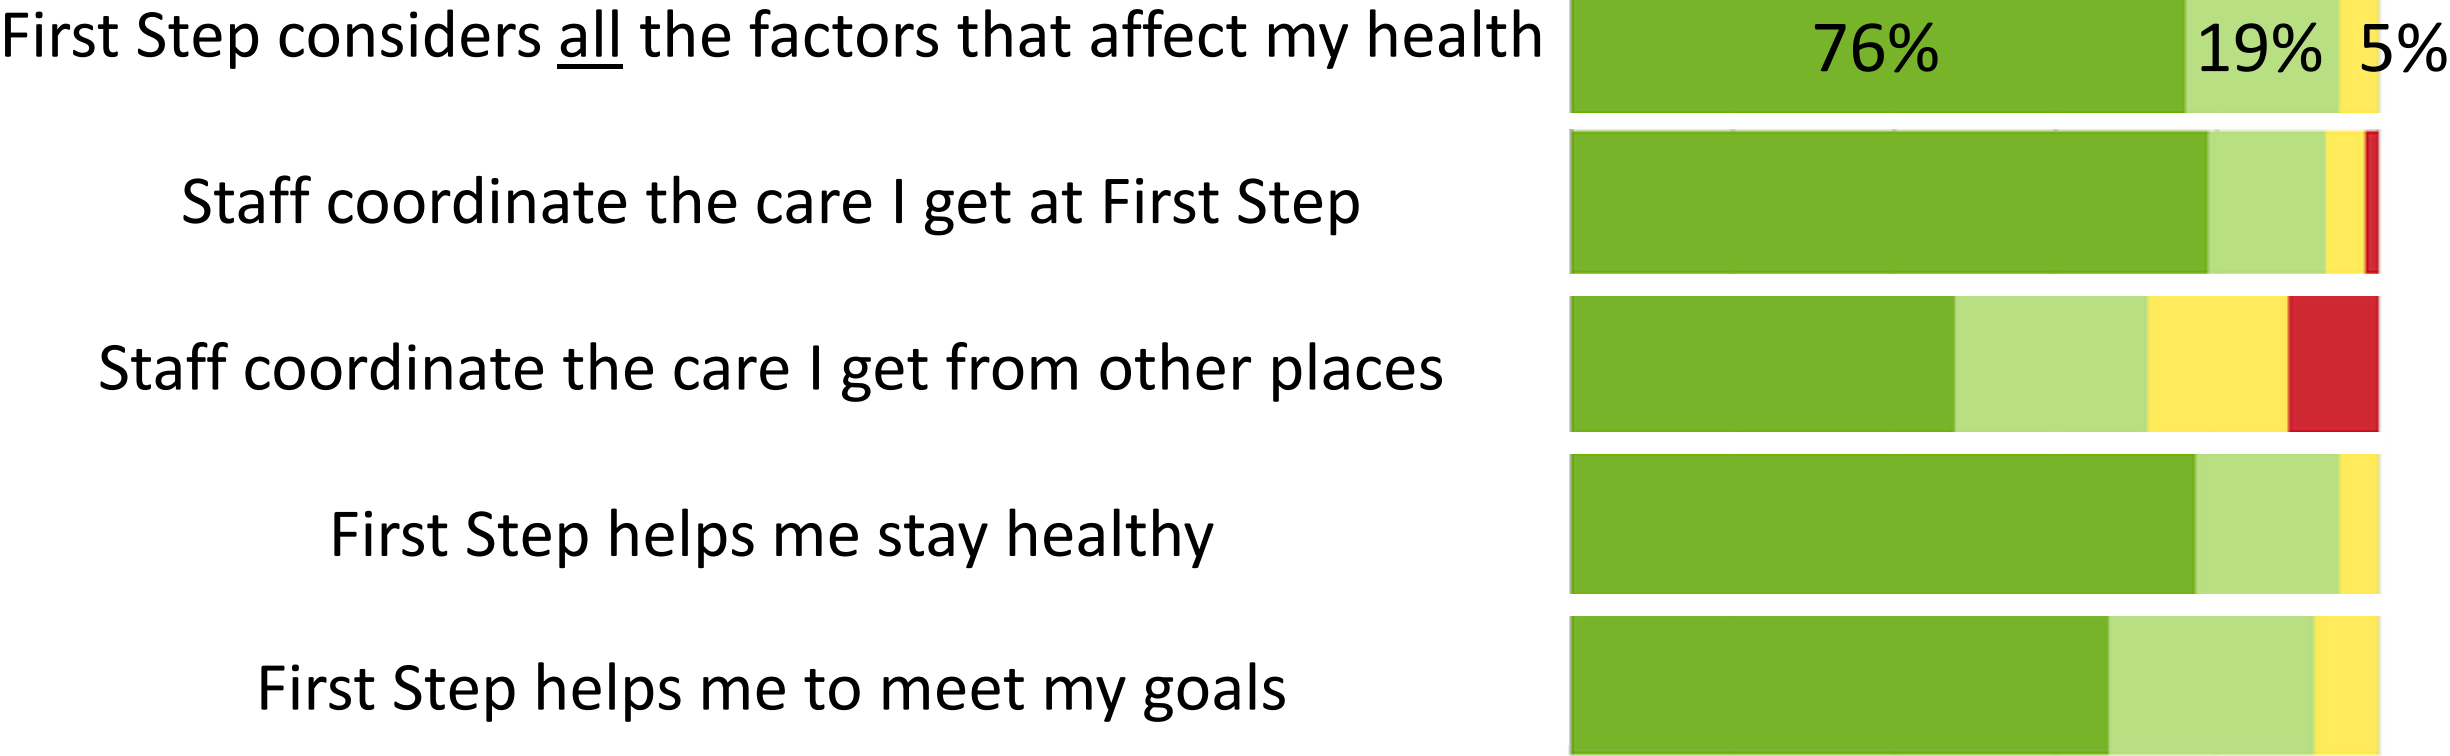 First Step considers all the factors that affect my health 76% 19% 5%
Staff coordinate the care I get at First Step
Staff coordinate the care I get from other places
First Step helps me stay healthy
First Step helps me to meet my goals